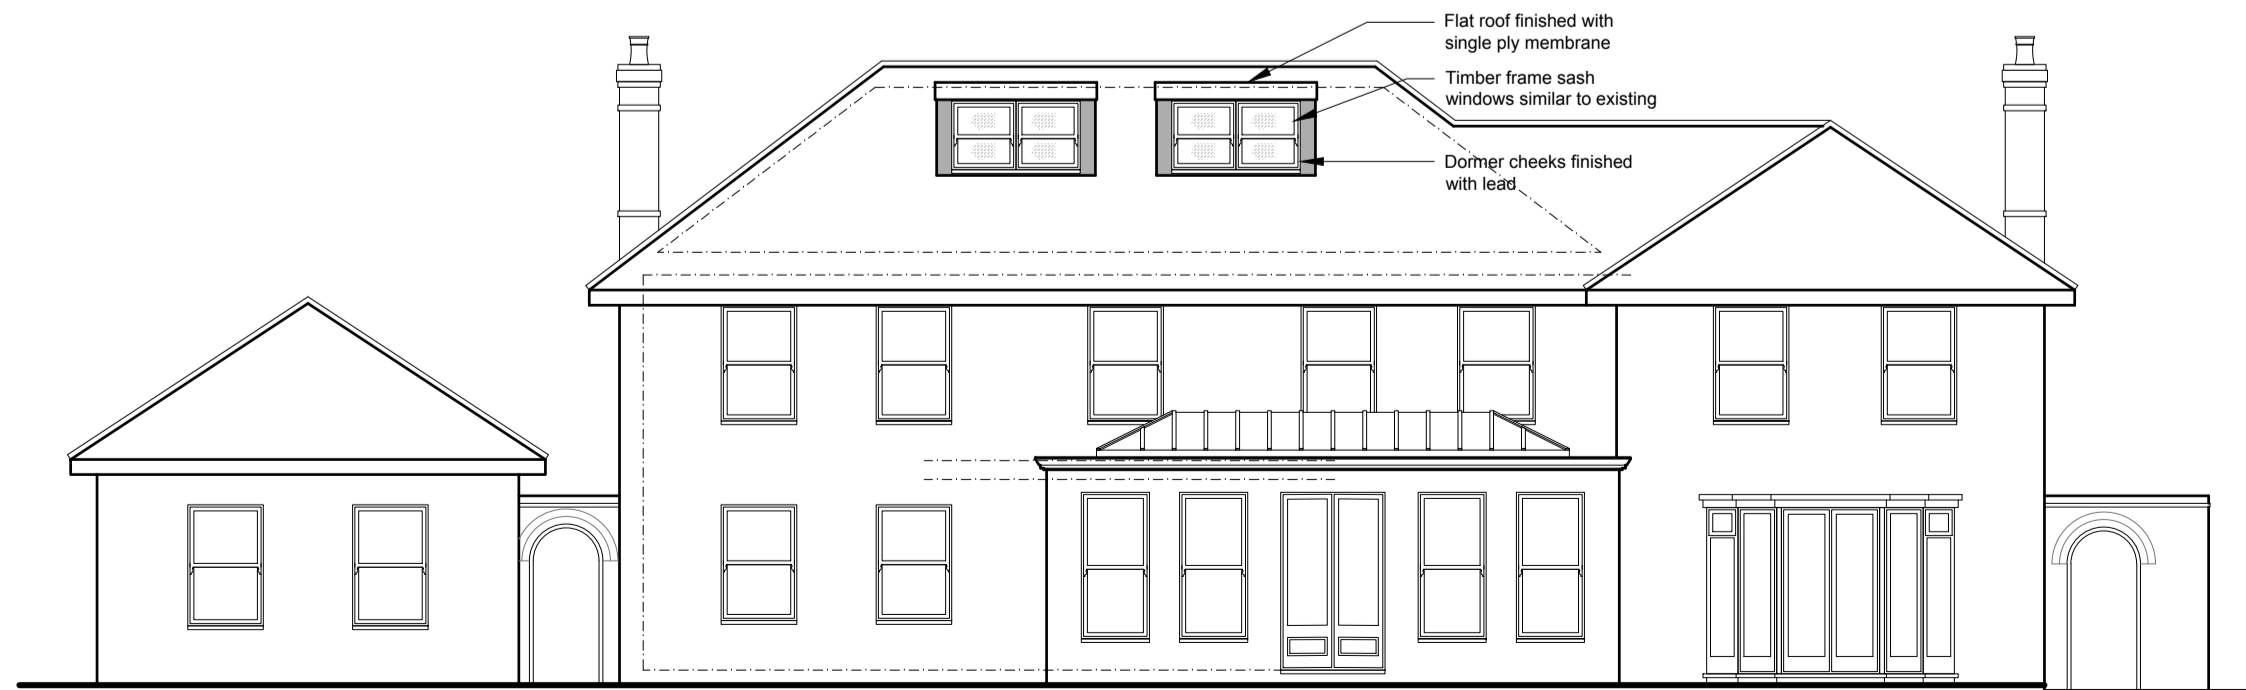 Flat roof finished with
single ply membrane
Timber frame sash
windows similar to existing
Dormer cheeks finished
with lead